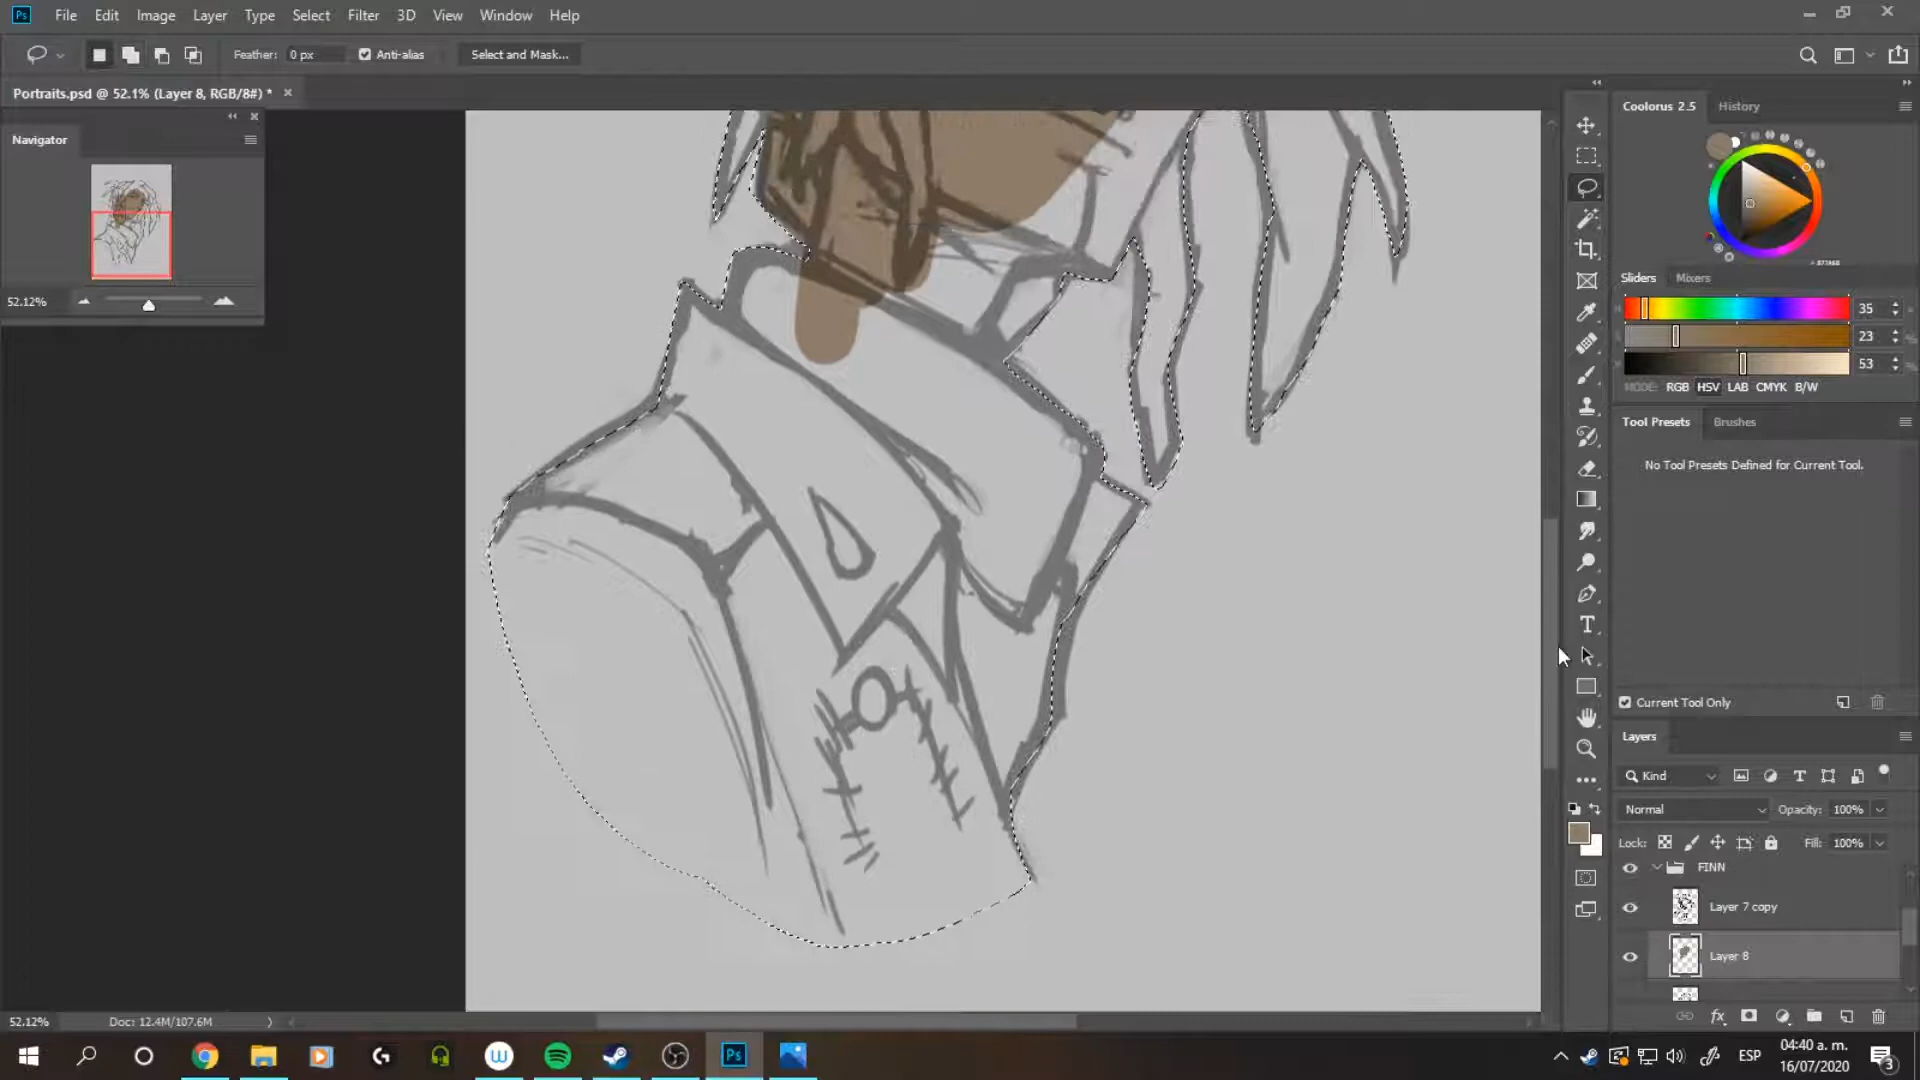 Ps File Edit Image Layer Type Select Filter 3D View Window Help
Feather: 0 px Anti-alias Select and Mask...
Portraits.psd @ 52.1% (Layer 8, RGB/8#) *
Navigator
52.12%
Coolorus 2.5 History
Sliders Mixers
35
23
53
MODE: RGB HSV LAB CMYK B/W
Tool Presets Brushes
No Tool Presets Defined for Current Tool.
Current Tool Only
Layers
Kind
Normal Opacity: 100%
Lock: Fill: 100%
FINN
Layer 7 copy
Layer 8
52.12% Doc: 12.4M/107.6M
ESP
04:40 a. m.
16/07/2020
3